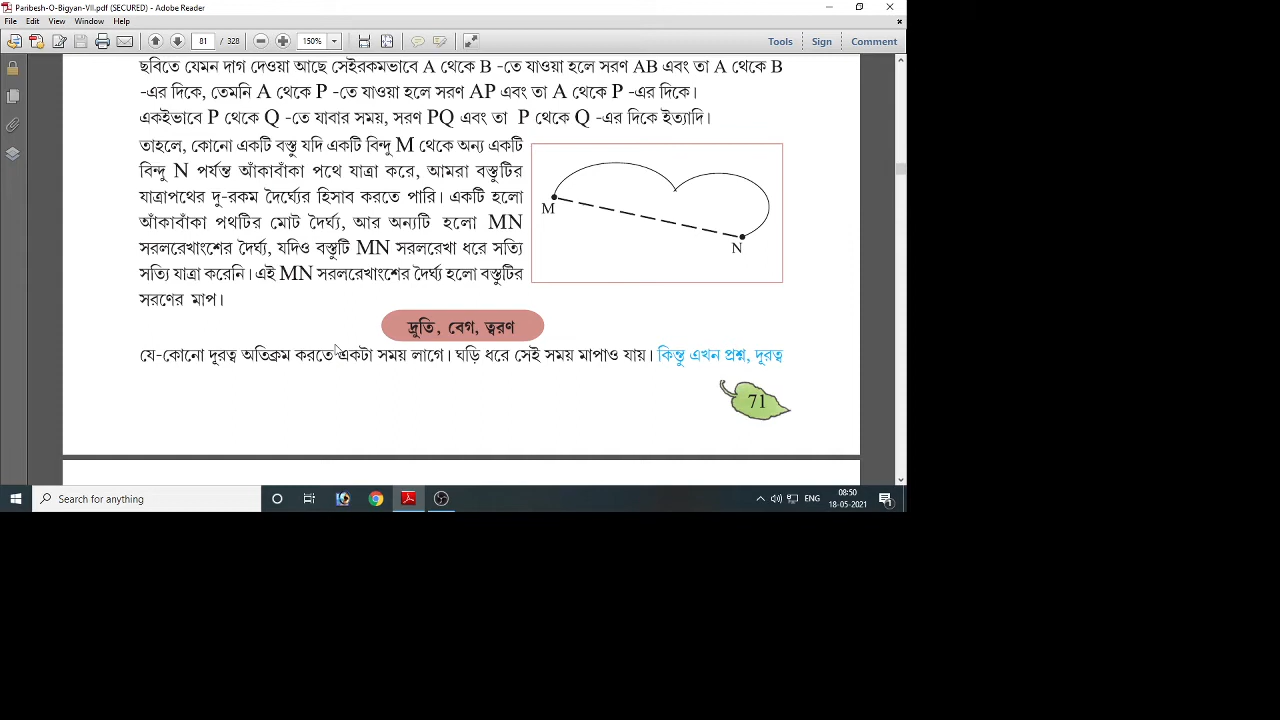 Paribesh-O-Bigyan-VII.pdf (SECURED) - Adobe Reader
File Edit View Window Help
81 / 328 150% Tools Sign Comment
ছবিতে যেমন দাগ দেওয়া আছে সেইরকমভাবে A থেকে B -তে যাওয়া হলে সরণ AB এবং তা A থেকে B
-এর দিকে, তেমনি A থেকে P -তে যাওয়া হলে সরণ AP এবং তা A থেকে P -এর দিকে।
একইভাবে P থেকে Q -তে যাবার সময়, সরণ PQ এবং তা P থেকে Q -এর দিকে ইত্যাদি।
তাহলে, কোনো একটি বস্তু যদি একটি বিন্দু M থেকে অন্য একটি
বিন্দু N পর্যন্ত আঁকাবাঁকা পথে যাত্রা করে, আমরা বস্তুটির
যাত্রাপথের দু-রকম দৈর্ঘ্যের হিসাব করতে পারি। একটি হলো
আঁকাবাঁকা পথটির মোট দৈর্ঘ্য, আর অন্যটি হলো MN
সরলরেখাংশের দৈর্ঘ্য, যদিও বস্তুটি MN সরলরেখা ধরে সত্যি
সত্যি যাত্রা করেনি। এই MN সরলরেখাংশের দৈর্ঘ্য হলো বস্তুটির
সরণের মাপ।
M
N
দ্রুতি, বেগ, ত্বরণ
যে-কোনো দূরত্ব অতিক্রম করতে একটা সময় লাগে। ঘড়ি ধরে সেই সময় মাপাও যায়। কিন্তু এখন প্রশ্ন, দূরত্ব
71
Search for anything
ENG
08:50
18-05-2021
1